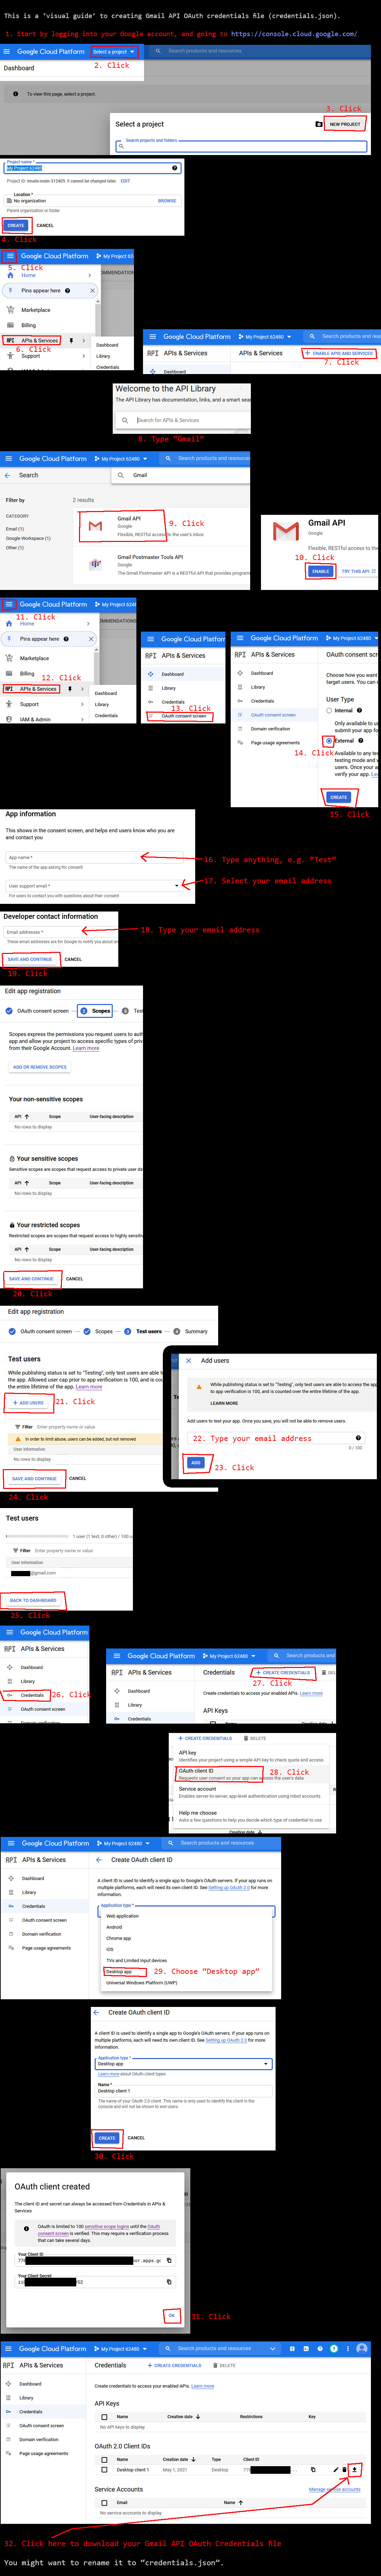 This is a ‘visual guide’ to creating Gmail API OAuth credentials file (credentials.json).
1. Start by logging into your Google account, and going to https://console.cloud.google.com/
Google Cloud Platform
Select a project
Search products and resources
2. Click
Dashboard
To view this page, select a project.
3. Click
Select a project
NEW PROJECT
Search projects and folders
Project name *
My Project 62480
Location *
No organization
BROWSE
Parent organization or folder
CREATE
CANCEL
4. Click
Google Cloud Platform
My Project 62
5. Click
Home
Pins appear here
Marketplace
Billing
APIs & Services
6. Click
Support
Dashboard
Library
Credentials
Google Cloud Platform
My Project 62480
Search products
API
APIs & Services
APIs & Services
ENABLE APIS AND SERVICES
7. Click
Dashboard
Welcome to the API Library
The API Library has documentation, links, and a smart sea
Search for APIs & Services
8. Type “Gmail”
Google Cloud Platform
My Project 62480
Search products and resource
Search
Gmail
Filter by
2 results
CATEGORY
Email (1)
Google Workspace (1)
Other (1)
Gmail API
Google
Flexible, RESTful access to the user's inbox
9. Click
Gmail Postmaster Tools API
Google
The Gmail Postmaster Tools API is a RESTful API that provides program
Gmail API
Google
Flexible, RESTful access to the
10. Click
ENABLE
TRY THIS API
Google Cloud Platform
My Project 6248
11. Click
Home
Pins appear here
Marketplace
Billing
12. Click
APIs & Services
Support
IAM & Admin
Dashboard
Library
Credentials
Google Cloud Platform
API
APIs & Services
Dashboard
Library
Credentials
13. Click
OAuth consent screen
Google Cloud Platform
My Project 6
API
APIs & Services
OAuth consent scr
Dashboard
Library
Credentials
OAuth consent screen
Domain verification
Page usage agreements
Choose how you want
target users. You can
User Type
Internal
Only available to u
submit your app fo
14. Click
External
Available to any te
testing mode and v
users. Once your a
verify your app.
CREATE
15. Click
App information
This shows in the consent screen, and helps end users know who you are
and contact you
App name *
The name of the app asking for consent
16. Type anything, e.g. “Test”
User support email *
For users to contact you with questions about their consent
17. Select your email address
Developer contact information
Email addresses *
These email addresses are for Google to notify you about an
18. Type your email address
SAVE AND CONTINUE
CANCEL
19. Click
Edit app registration
OAuth consent screen
2
Scopes
3
Tes
Scopes express the permissions you request users to auth
app and allow your project to access specific types of priv
from their Google Account. Learn more
ADD OR REMOVE SCOPES
Your non-sensitive scopes
API
Scope
User-facing description
No rows to display
Your sensitive scopes
Sensitive scopes are scopes that request access to private user da
API
Scope
User-facing description
No rows to display
Your restricted scopes
Restricted scopes are scopes that request access to highly sensitiv
API
Scope
User-facing description
No rows to display
SAVE AND CONTINUE
CANCEL
20. Click
Edit app registration
OAuth consent screen
Scopes
3
Test users
4
Summary
Test users
While publishing status is set to "Testing", only test users are able to
the app. Allowed user cap prior to app verification is 100, and is cou
the entire lifetime of the app. Learn more
ADD USERS
21. Click
Filter
Enter property name or value
In order to limit abuse, users can be added, but not removed
User information
No rows to display
SAVE AND CONTINUE
CANCEL
24. Click
Add users
While publishing status is set to "Testing", only test users are able to access the app
to app verification is 100, and is counted over the entire lifetime of the app.
LEARN MORE
Add users to test your app. Once you save, you will not be able to remove users.
22. Type your email address
0 / 100
ADD
23. Click
Test users
1 user (1 test, 0 other) / 100 u
Filter
Enter property name or value
User information
@gmail.com
BACK TO DASHBOARD
25. Click
Google Cloud Platform
API
APIs & Services
Dashboard
Library
Credentials
26. Click
OAuth consent screen
Domain verification
Google Cloud Platform
My Project 62480
Search products an
API
APIs & Services
Credentials
CREATE CREDENTIALS
DEL
27. Click
Dashboard
Library
Credentials
Create credentials to access your enabled APIs. Learn more
API Keys
CREATE CREDENTIALS
DELETE
API key
Identifies your project using a simple API key to check quota and access
OAuth client ID
28. Click
Requests user consent so your app can access the user's data
Service account
Enables server-to-server, app-level authentication using robot accounts
Help me choose
Asks a few questions to help you decide which type of credential to use
Creation date
Google Cloud Platform
My Project 62480
Search products and resources
API
APIs & Services
Create OAuth client ID
Dashboard
Library
Credentials
OAuth consent screen
Domain verification
Page usage agreements
A client ID is used to identify a single app to Google's OAuth servers. If your app runs on
multiple platforms, each will need its own client ID. See Setting up OAuth 2.0 for more
information.
Application type *
Web application
Android
Chrome app
iOS
TVs and Limited Input devices
Desktop app
29. Choose “Desktop app”
Universal Windows Platform (UWP)
Create OAuth client ID
A client ID is used to identify a single app to Google's OAuth servers. If your app runs on
multiple platforms, each will need its own client ID. See Setting up OAuth 2.0 for more
information.
Application type *
Desktop app
Learn more about OAuth client types
Name *
Desktop client 1
The name of your OAuth 2.0 client. This name is only used to identify the client in the
console and will not be shown to end users.
CREATE
CANCEL
30. Click
OAuth client created
The client ID and secret can always be accessed from Credentials in APIs &
Services
OAuth is limited to 100 sensitive scope logins until the OAuth
consent screen is verified. This may require a verification process
that can take several days.
Your Client ID
Your Client Secret
OK
31. Click
Google Cloud Platform
My Project 62480
Search products and resources
1
API
APIs & Services
Credentials
CREATE CREDENTIALS
DELETE
Dashboard
Library
Credentials
OAuth consent screen
Domain verification
Page usage agreements
Create credentials to access your enabled APIs. Learn more
API Keys
Name
Creation date
Restrictions
Key
No API keys to display
OAuth 2.0 Client IDs
Name
Creation date
Type
Client ID
Desktop client 1
May 1, 2021
Desktop
Service Accounts
Manage service accounts
Email
Name
No service accounts to display
32. Click here to download your Gmail API OAuth Credentials file
You might want to rename it to “credentials.json”.